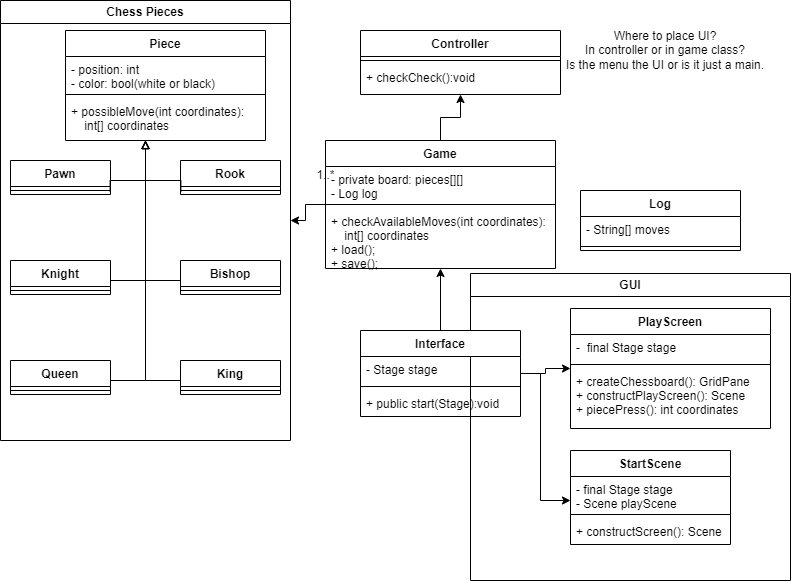 Chess Pieces
Piece
- position: int
- color: bool(white or black)
+ possibleMove(int coordinates):
int[] coordinates
Pawn
Rook
Knight
Bishop
Queen
King
Controller
+ checkCheck():void
Where to place UI?
In controller or in game class?
Is the menu the UI or is it just a main.
Game
1..*
- private board: pieces[][]
- Log log
+ checkAvailableMoves(int coordinates):
int[] coordinates
+ load();
+ save();
Log
- String[] moves
Interface
- Stage stage
+ public start(Stage):void
GUI
PlayScreen
- final Stage stage
+ createChessboard(): GridPane
+ constructPlayScreen(): Scene
+ piecePress(): int coordinates
StartScene
- final Stage stage
- Scene playScene
+ constructScreen(): Scene